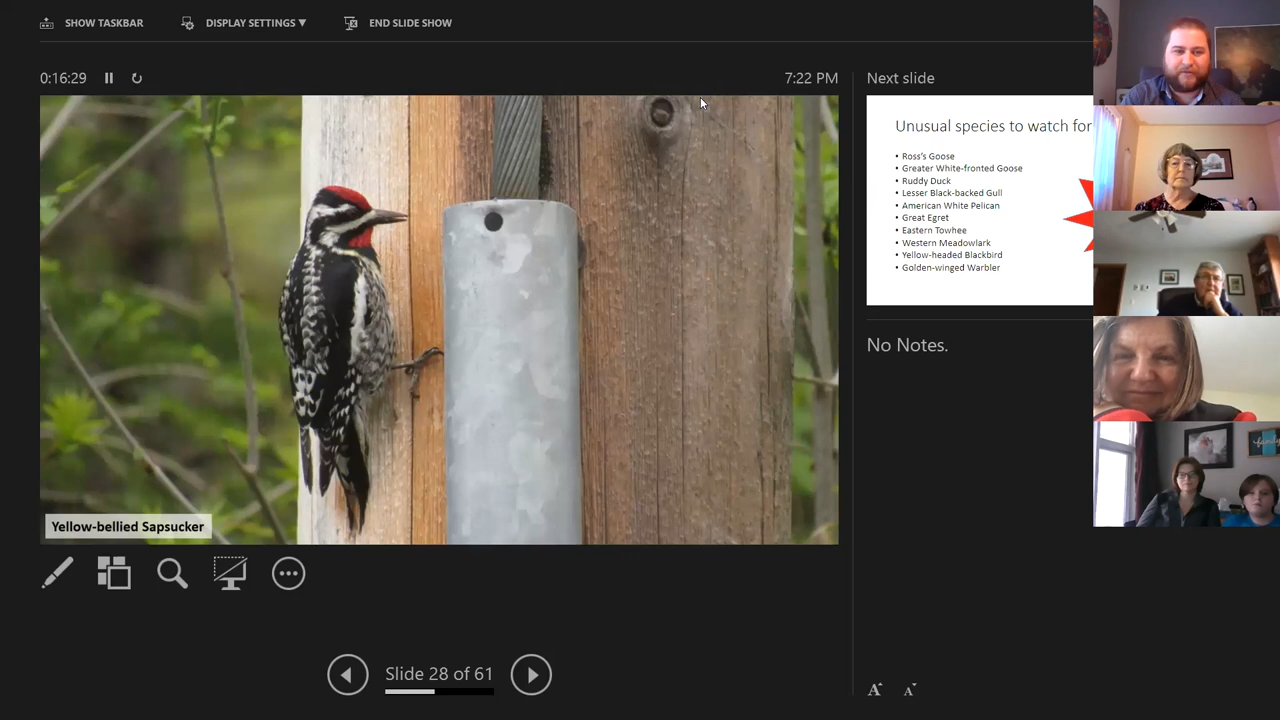 SHOW TASKBAR
DISPLAY SETTINGS ▼
END SLIDE SHOW
0:16:29
7:22 PM
Yellow-bellied Sapsucker
Slide 28 of 61
Next slide
Unusual species to watch for
• Ross's Goose
• Greater White-fronted Goose
• Ruddy Duck
• Lesser Black-backed Gull
• American White Pelican
• Great Egret
• Eastern Towhee
• Western Meadowlark
• Yellow-headed Blackbird
• Golden-winged Warbler
No Notes.
A A
family